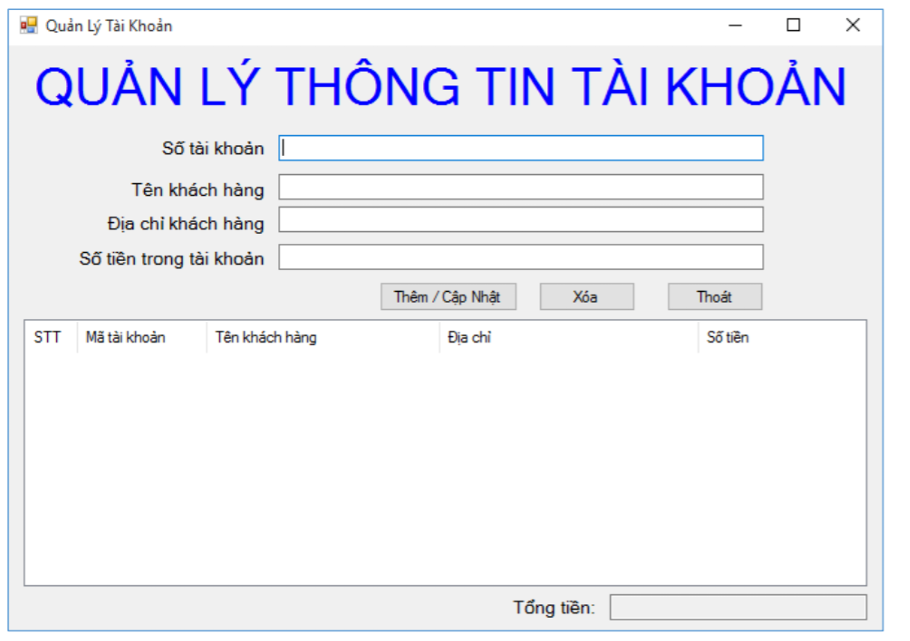 Quản Lý Tài Khoản
QUẢN LÝ THÔNG TIN TÀI KHOẢN
Số tài khoản
Tên khách hàng
Địa chỉ khách hàng
Số tiền trong tài khoản
Thêm / Cập Nhật Xóa Thoát
STT Mã tài khoản Tên khách hàng Địa chỉ Số tiền
Tổng tiền: